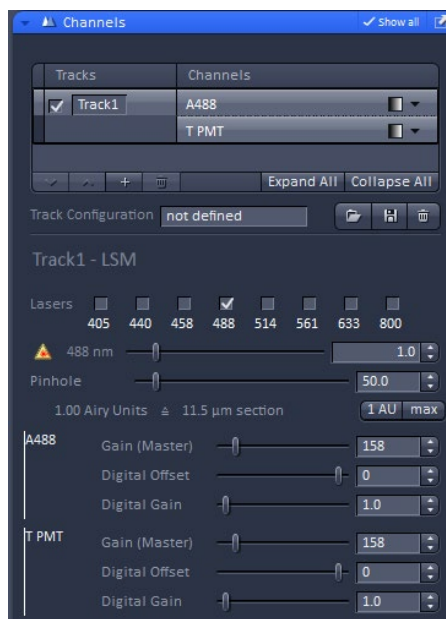 Channels Show all
Tracks Channels
Track1 A488
T PMT
Expand All Collapse All
Track Configuration not defined
Track1 - LSM
Lasers
405 440 458 488 514 561 633 800
488 nm 1.0
Pinhole 50.0
1.00 Airy Units ≙ 11.5 µm section 1 AU max
A488 Gain (Master) 158
Digital Offset 0
Digital Gain 1.0
T PMT Gain (Master) 158
Digital Offset 0
Digital Gain 1.0